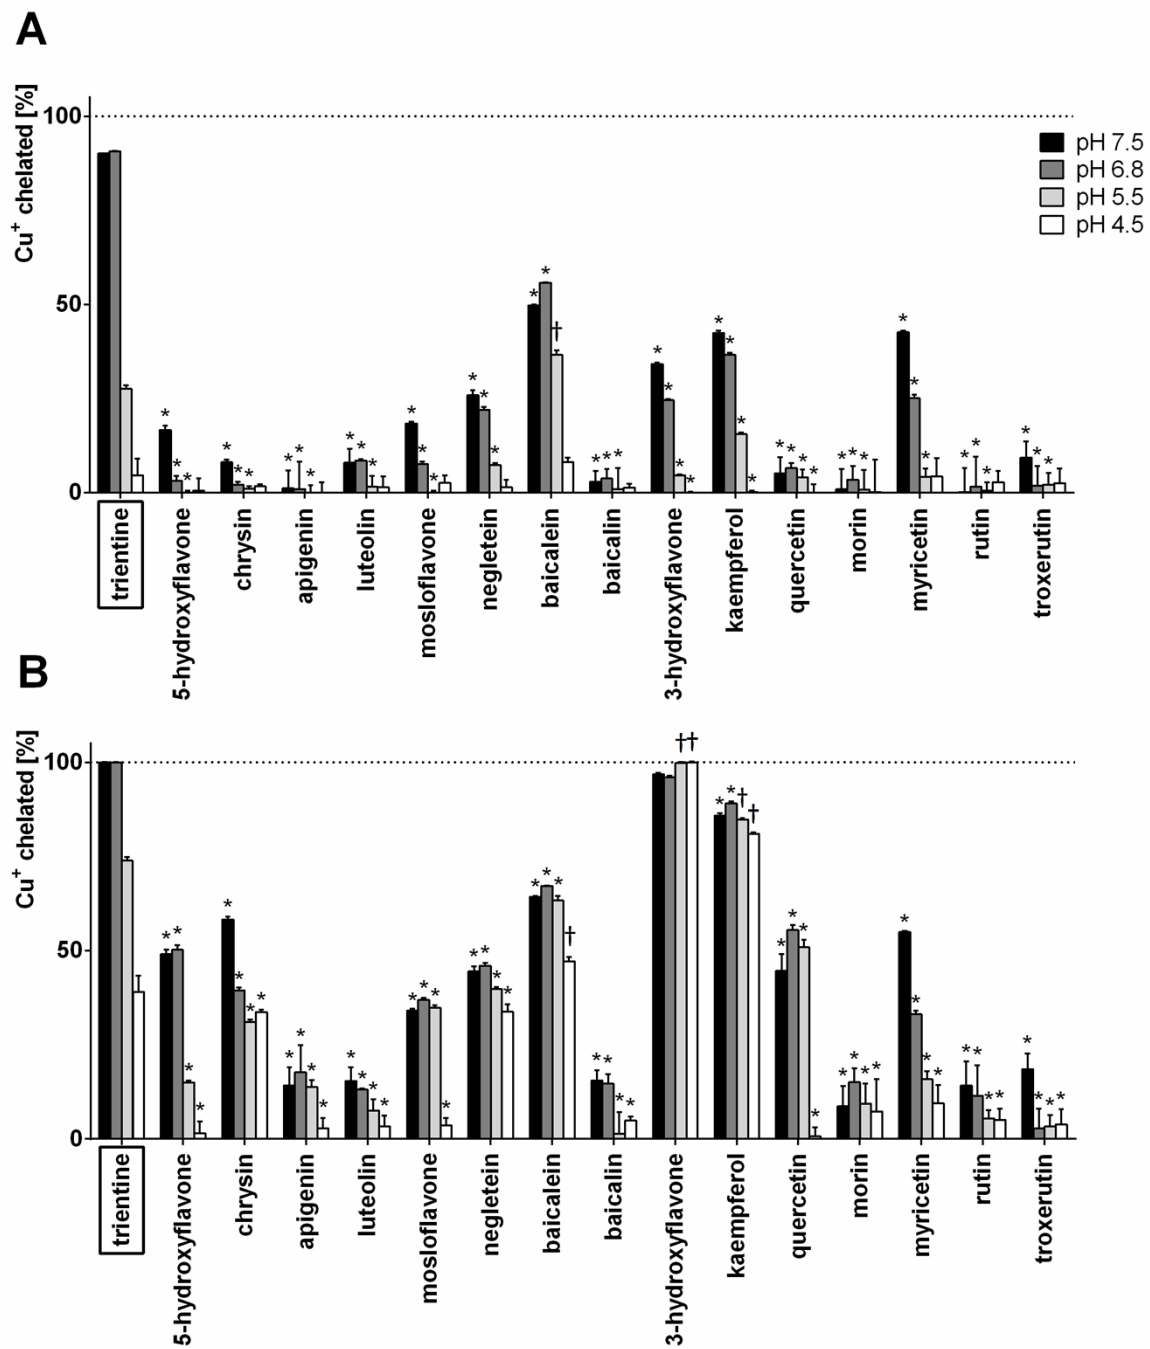 A
Cu⁺ chelated [%]
100
50
0
pH 7.5
pH 6.8
pH 5.5
pH 4.5
* * * * * * * * * * * * * * * * * * * * † * * * * * * * * * * * * * * * * * * * * * * * * * * * * *
trientine
5-hydroxyflavone
chrysin
apigenin
luteolin
mosloflavone
negletein
baicalein
baicalin
3-hydroxyflavone
kaempferol
quercetin
morin
myricetin
rutin
troxerutin
B
Cu⁺ chelated [%]
100
50
0
* * * * * * * * * * * * * * * * * * * * * * * * * * * † * * * * † † * * † † * * * * * * * * * * * * * * * * * * * *
trientine
5-hydroxyflavone
chrysin
apigenin
luteolin
mosloflavone
negletein
baicalein
baicalin
3-hydroxyflavone
kaempferol
quercetin
morin
myricetin
rutin
troxerutin